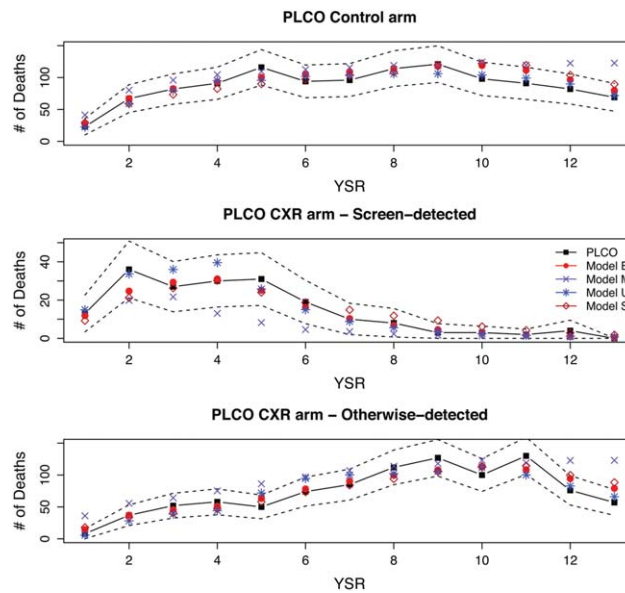 PLCO Control arm
# of Deaths
100
50
0
2 4 6 8 10 12
YSR
PLCO CXR arm − Screen−detected
# of Deaths
40
20
0
PLCO
Model E
Model M
Model U
Model S
2 4 6 8 10 12
YSR
PLCO CXR arm − Otherwise−detected
# of Deaths
100
50
0
2 4 6 8 10 12
YSR